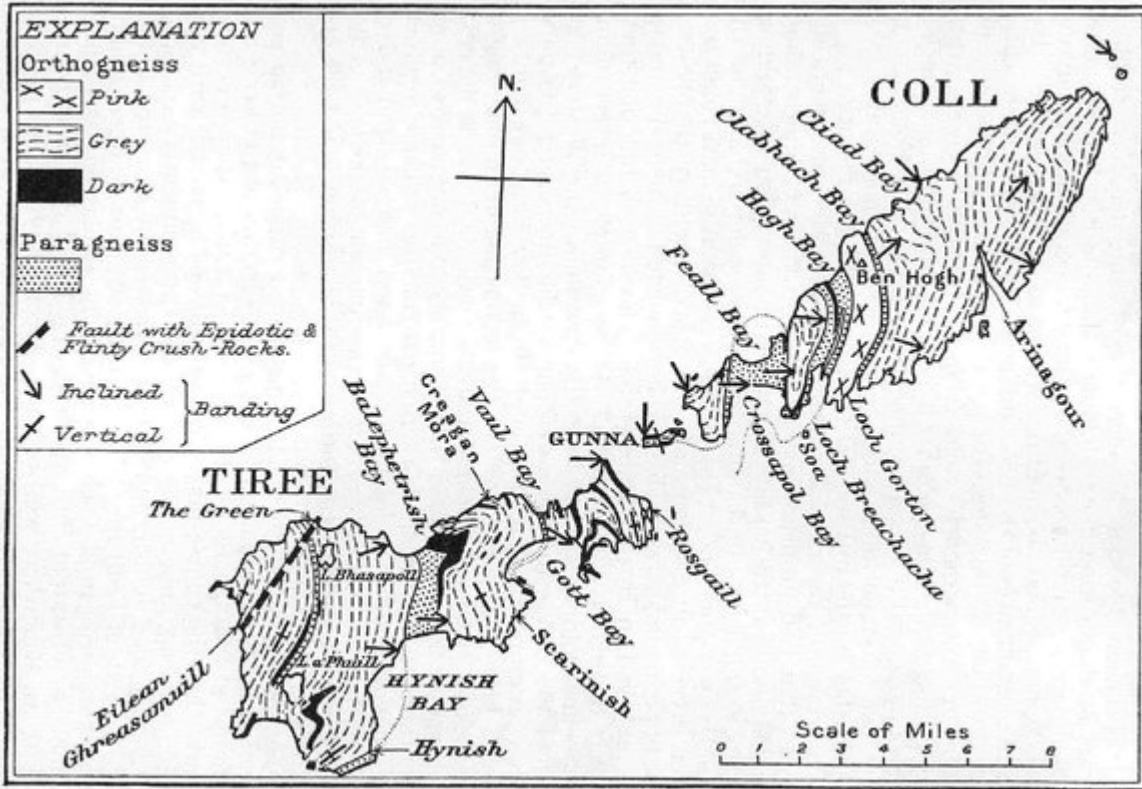 EXPLANATION
Orthogneiss
Pink
Grey
Dark
Paragneiss
Fault with Epidotic &
Flinty Crush-Rocks.
Inclined
Vertical
Banding
N.
COLL
Cliad Bay
Clabhach Bay
Hogh Bay
Feall Bay
Ben Hogh
Arinagour
Loch Gorton
Loch Breachacha
Soa
Crossapol Bay
GUNNA
TIREE
The Green
Balephetrish
Bay
Creagan
Mòra
Vaul Bay
Rosgaill
Gott Bay
Scarinish
L. Bhasapoll
L. a'Phuill
HYNISH
BAY
Hynish
Eilean
Ghreasamuill
Scale of Miles
0 1 2 3 4 5 6 7 8